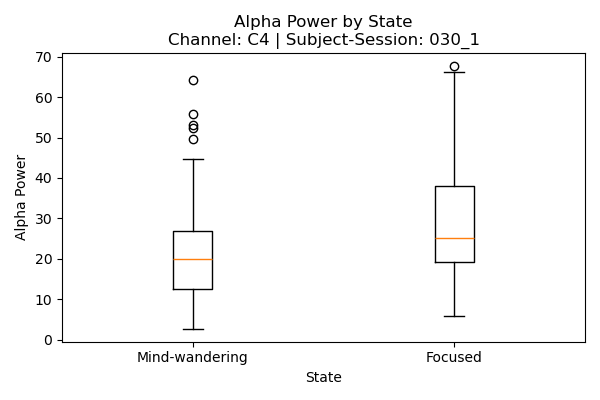 Alpha Power by State
Channel: C4 | Subject-Session: 030_1
70
60
50
40
30
20
10
0
Alpha Power
Mind-wandering
Focused
State